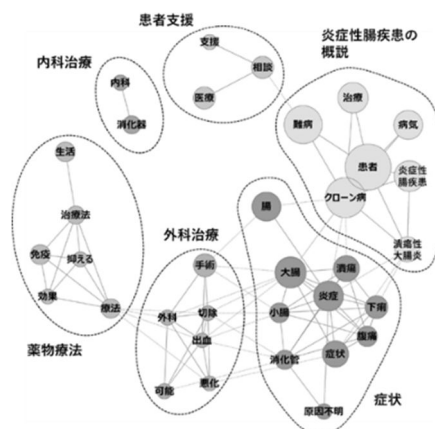 患者支援
支援
相談
医療
炎症性腸疾患の
概説
治療
難病
病気
患者
炎症性
腸疾患
クローン病
潰瘍性
大腸炎
内科治療
内科
消化器
生活
治療法
免疫
抑える
効果
療法
薬物療法
外科治療
手術
外科
切除
出血
可能
悪化
腸
大腸
潰瘍
炎症
小腸
下痢
腹痛
消化管
症状
原因不明
症状